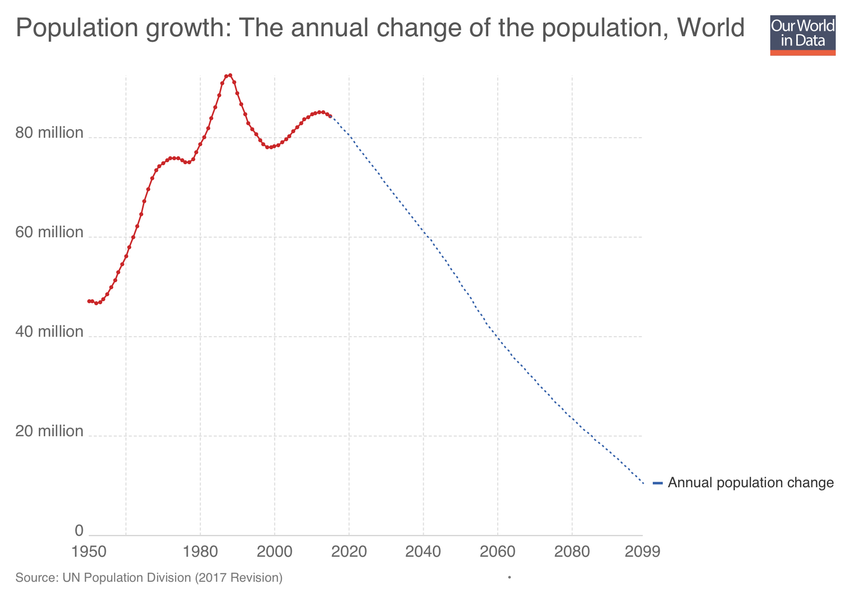 Population growth: The annual change of the population, World
Our World
in Data
80 million
60 million
40 million
20 million
0
1950
1980
2000
2020
2040
2060
2080
2099
Annual population change
Source: UN Population Division (2017 Revision)